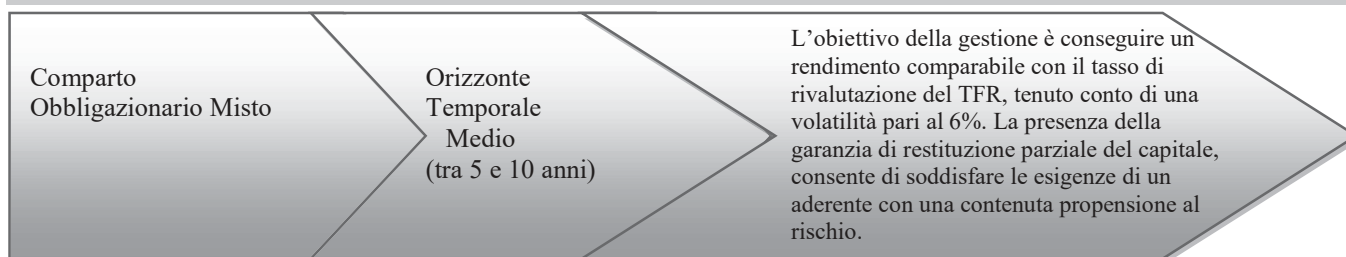 Comparto
Obbligazionario Misto
Orizzonte
Temporale
Medio
(tra 5 e 10 anni)
L’obiettivo della gestione è conseguire un
rendimento comparabile con il tasso di
rivalutazione del TFR, tenuto conto di una
volatilità pari al 6%. La presenza della
garanzia di restituzione parziale del capitale,
consente di soddisfare le esigenze di un
aderente con una contenuta propensione al
rischio.